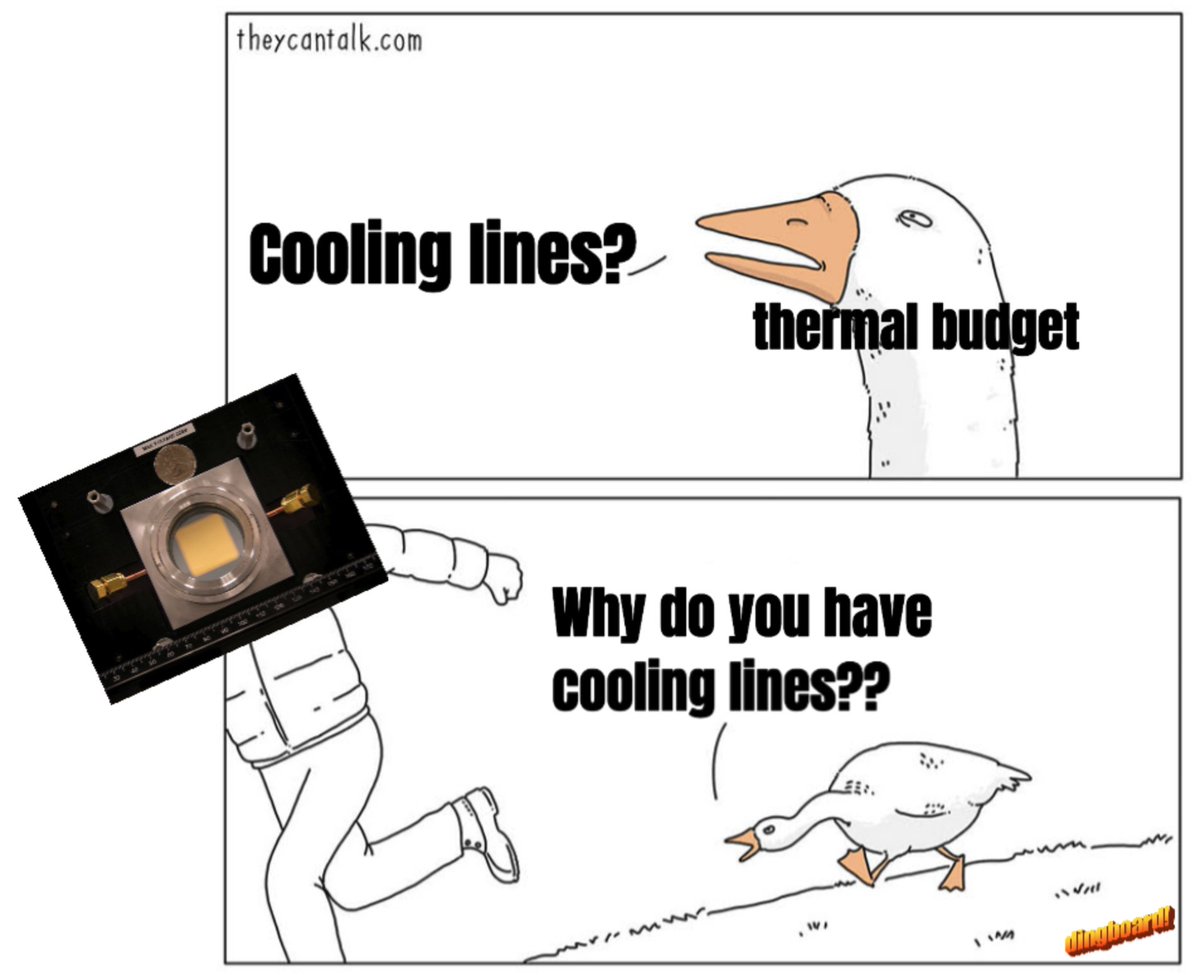 theycantalk.com
Cooling lines?
thermal budget
Why do you have
cooling lines??
dingboard!